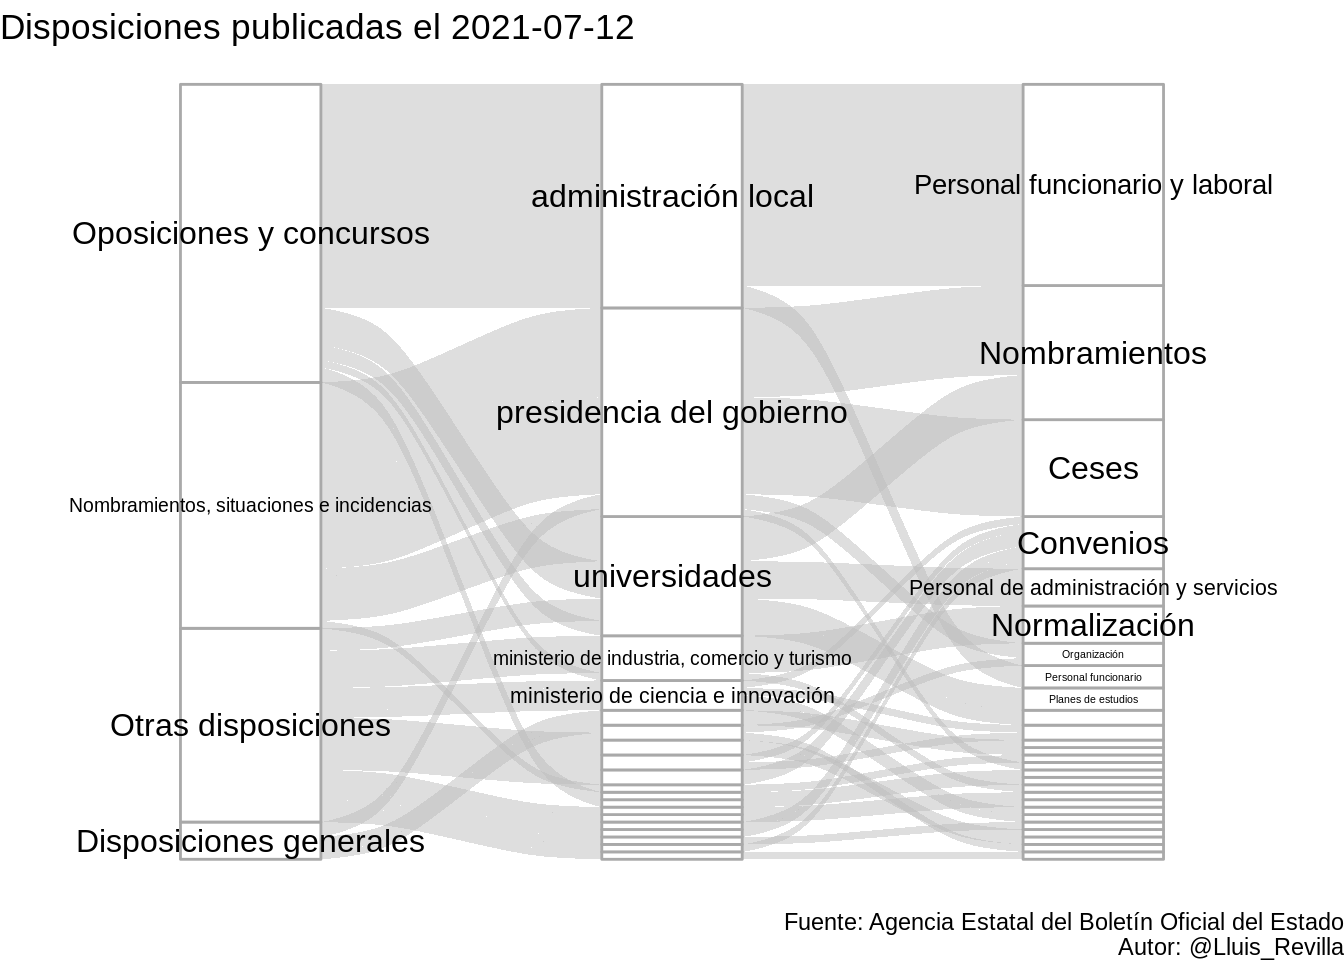 Disposiciones publicadas el 2021-07-12
Oposiciones y concursos
Nombramientos, situaciones e incidencias
Otras disposiciones
Disposiciones generales
administración local
presidencia del gobierno
universidades
ministerio de industria, comercio y turismo
ministerio de ciencia e innovación
Personal funcionario y laboral
Nombramientos
Ceses
Convenios
Personal de administración y servicios
Normalización
Organización
Personal funcionario
Planes de estudios
Fuente: Agencia Estatal del Boletín Oficial del Estado
Autor: @Lluis_Revilla